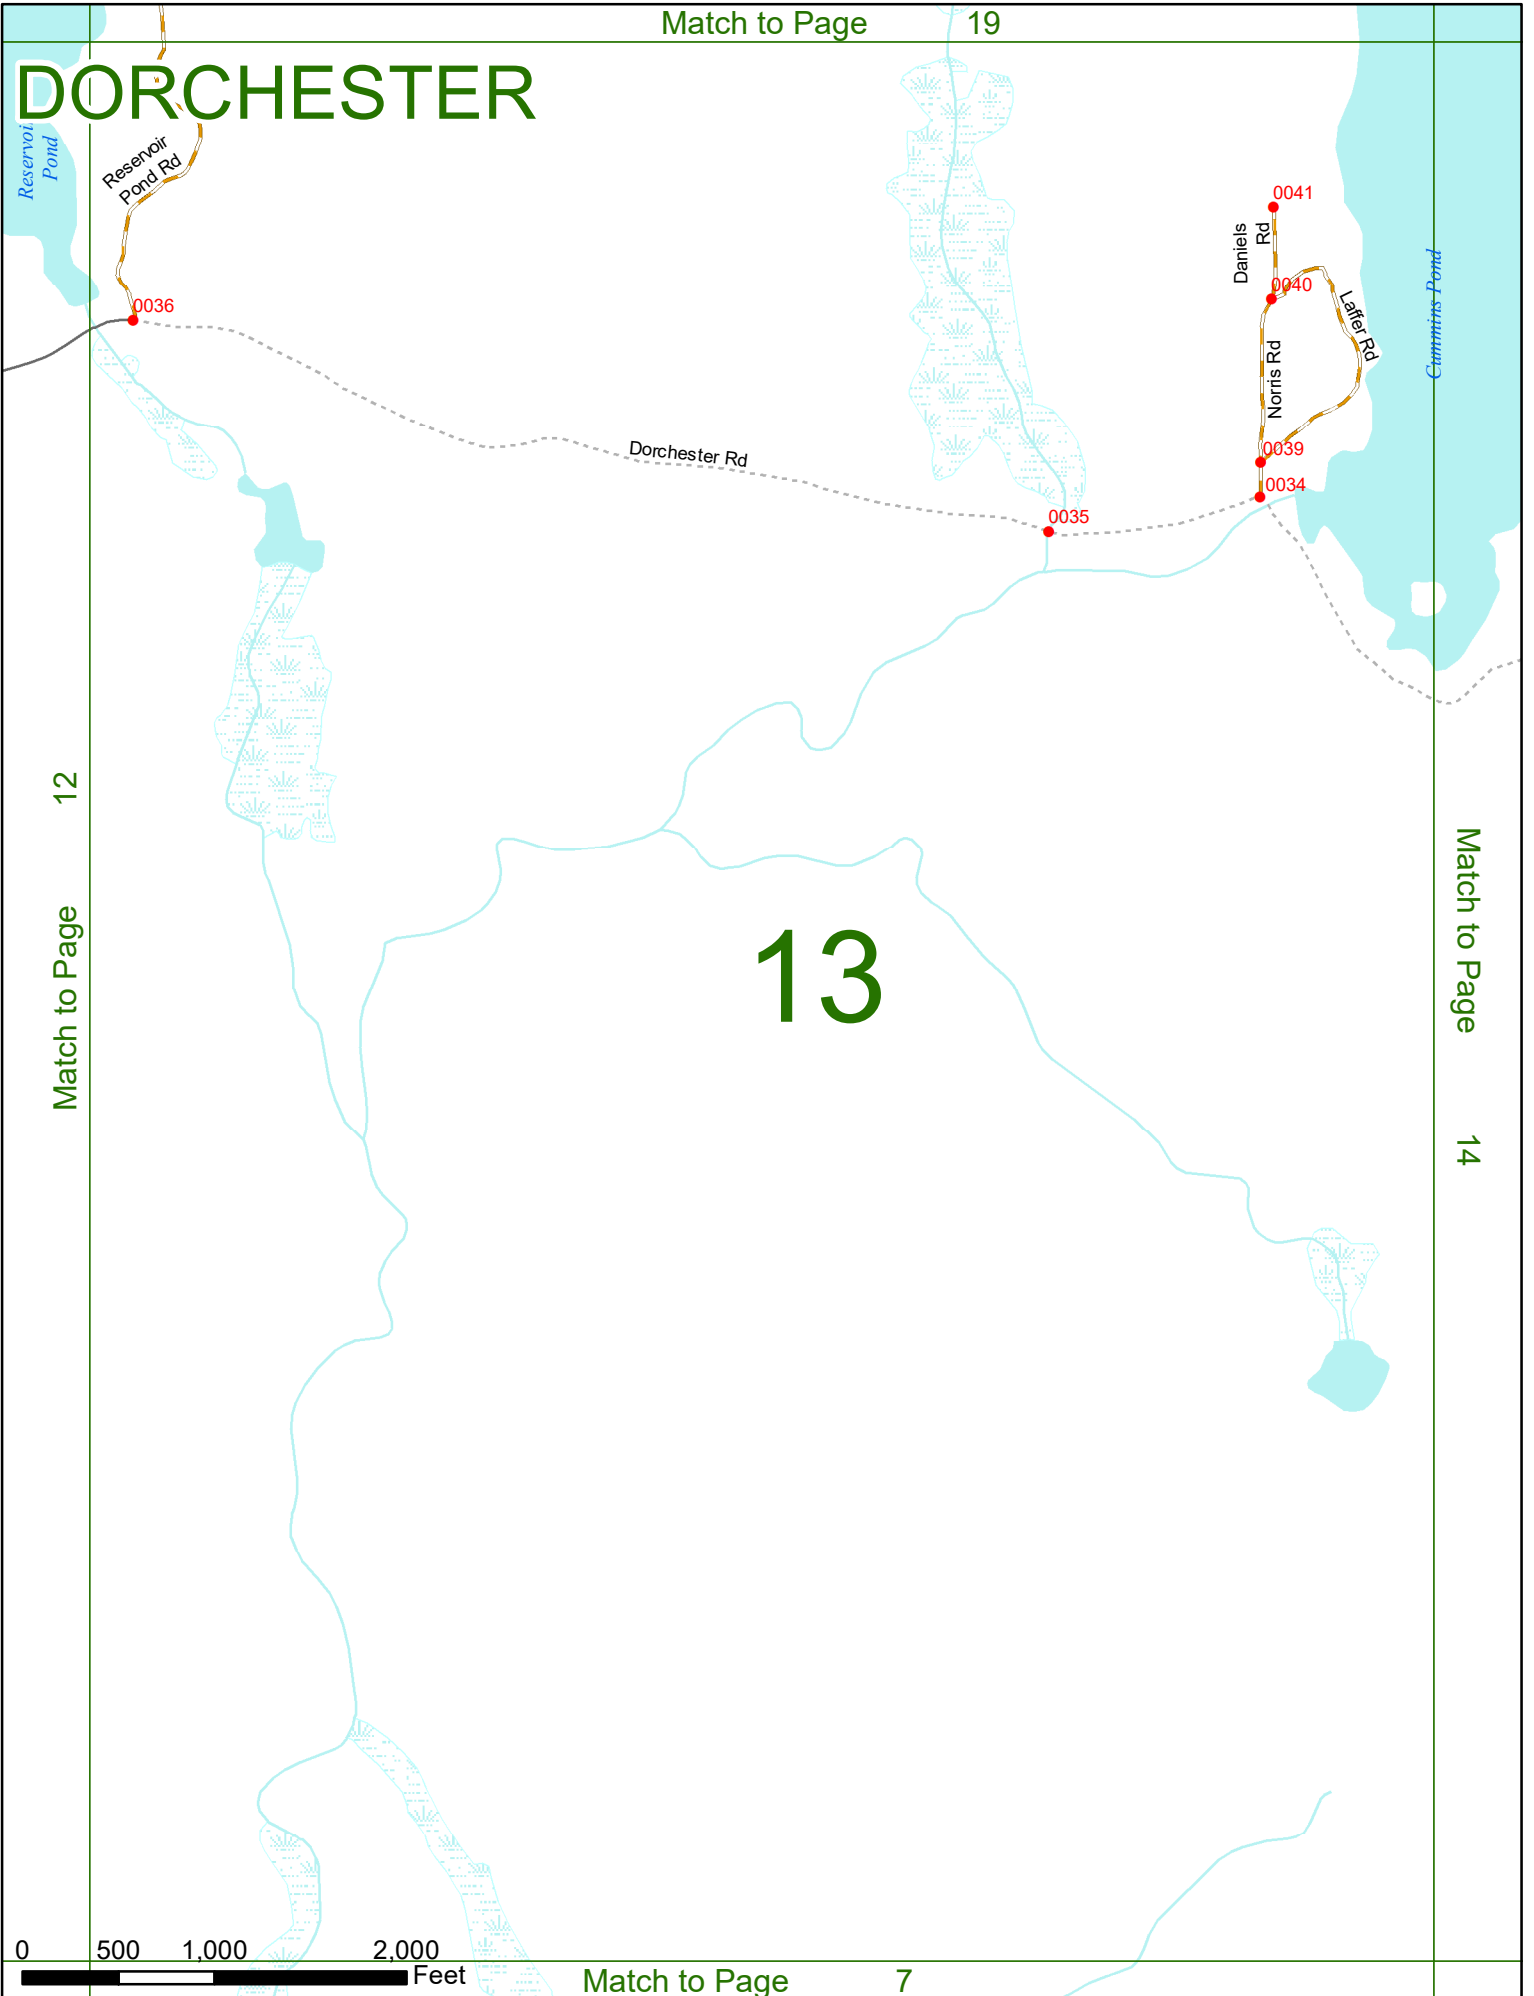 Match to Page 19
DORCHESTER
Reservoir
Pond
Reservoir
Pond Rd
0036
Dorchester Rd
0035
0041
Daniels
Rd
0040
Laffer Rd
Norris Rd
0039
0034
Cummins Pond
Match to Page 12
13
Match to Page 14
0 500 1,000 2,000
Feet
Match to Page 7